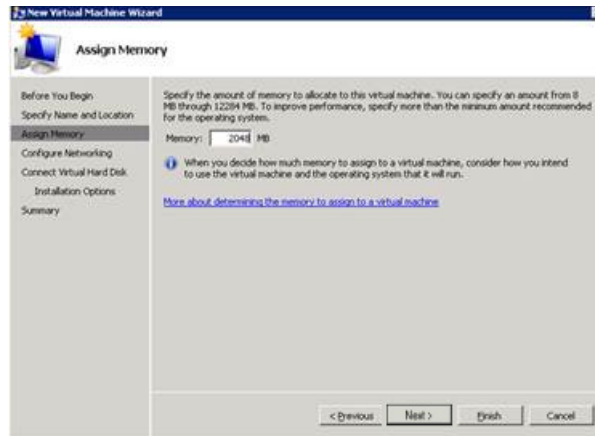 New Virtual Machine Wizard
Assign Memory
Before You Begin
Specify Name and Location
Assign Memory
Configure Networking
Connect Virtual Hard Disk
Installation Options
Summary
Specify the amount of memory to allocate to this virtual machine. You can specify an amount from 8
MB through 12284 MB. To improve performance, specify more than the minimum amount recommended
for the operating system.
Memory: 2048 MB
When you decide how much memory to assign to a virtual machine, consider how you intend
to use the virtual machine and the operating system that it will run.
More about determining the memory to assign to a virtual machine
< Previous Next > Finish Cancel